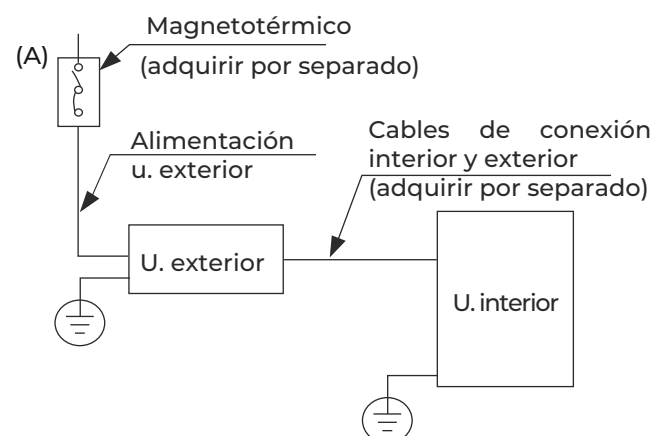 Magnetotérmico
(A)
(adquirir por separado)
Alimentación
u. exterior
Cables de conexión
interior y exterior
(adquirir por separado)
U. exterior
U. interior